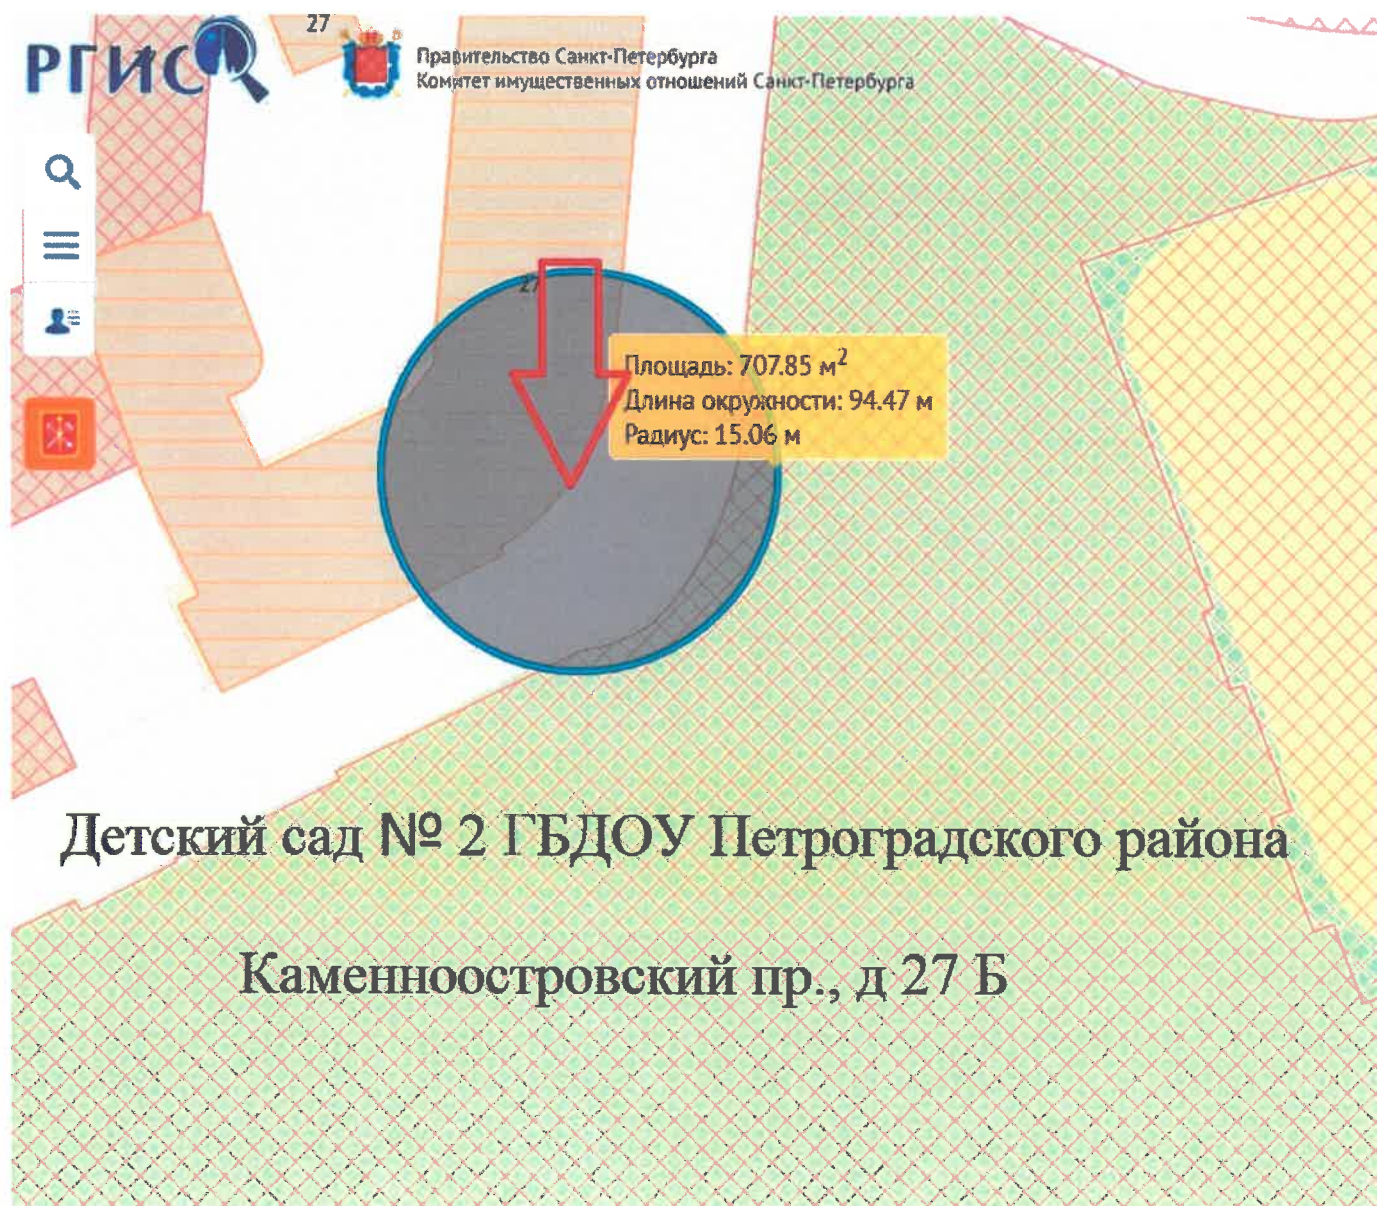 27
РГИС
Правительство Санкт-Петербурга
Комитет имущественных отношений Санкт-Петербурга
27
Площадь: 707.85 м²
Длина окружности: 94.47 м
Радиус: 15.06 м
Детский сад № 2 ГБДОУ Петроградского района
Каменноостровский пр., д 27 Б